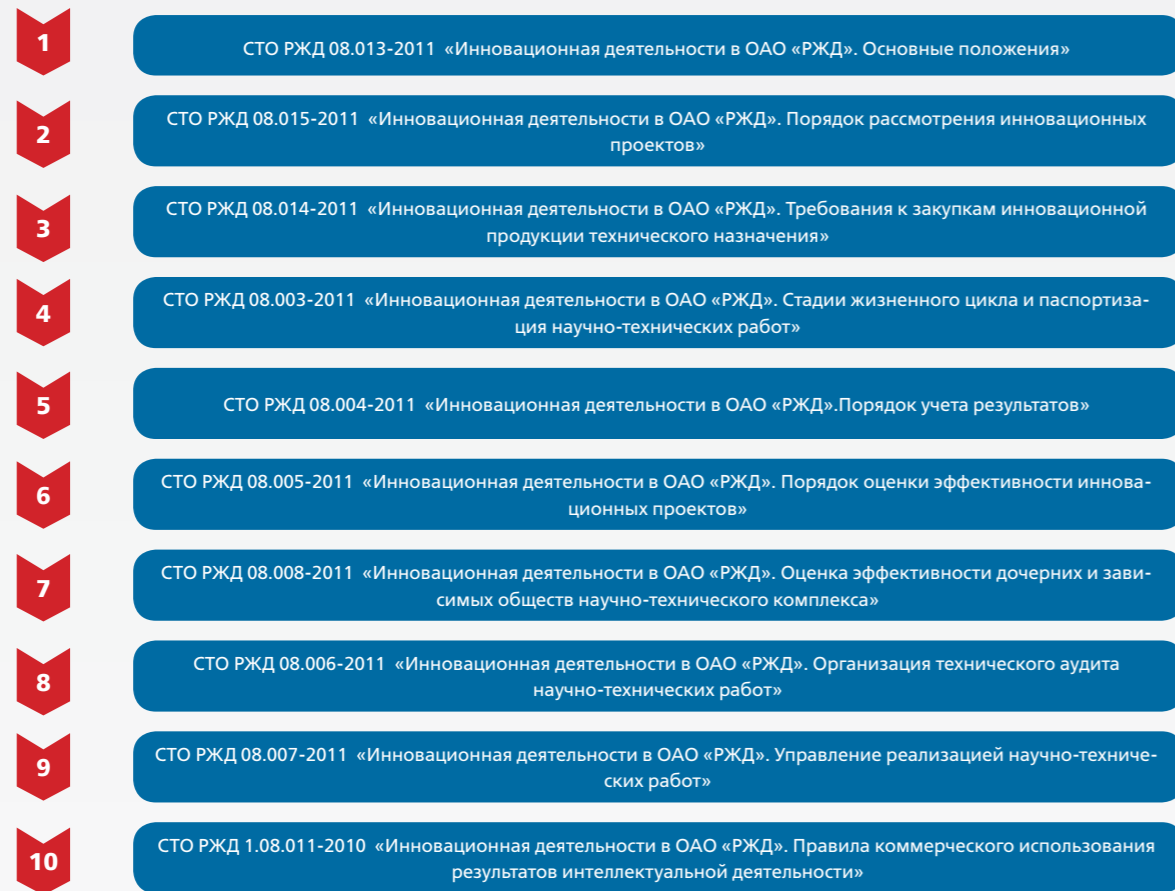 1
СТО РЖД 08.013-2011 «Инновационная деятельности в ОАО «РЖД». Основные положения»
2
СТО РЖД 08.015-2011 «Инновационная деятельности в ОАО «РЖД». Порядок рассмотрения инновационных
проектов»
3
СТО РЖД 08.014-2011 «Инновационная деятельности в ОАО «РЖД». Требования к закупкам инновационной
продукции технического назначения»
4
СТО РЖД 08.003-2011 «Инновационная деятельности в ОАО «РЖД». Стадии жизненного цикла и паспортиза-
ция научно-технических работ»
5
СТО РЖД 08.004-2011 «Инновационная деятельности в ОАО «РЖД».Порядок учета результатов»
6
СТО РЖД 08.005-2011 «Инновационная деятельности в ОАО «РЖД». Порядок оценки эффективности иннова-
ционных проектов»
7
СТО РЖД 08.008-2011 «Инновационная деятельности в ОАО «РЖД». Оценка эффективности дочерних и зави-
симых обществ научно-технического комплекса»
8
СТО РЖД 08.006-2011 «Инновационная деятельности в ОАО «РЖД». Организация технического аудита
научно-технических работ»
9
СТО РЖД 08.007-2011 «Инновационная деятельности в ОАО «РЖД». Управление реализацией научно-техниче-
ских работ»
10
СТО РЖД 1.08.011-2010 «Инновационная деятельности в ОАО «РЖД». Правила коммерческого использования
результатов интеллектуальной деятельности»